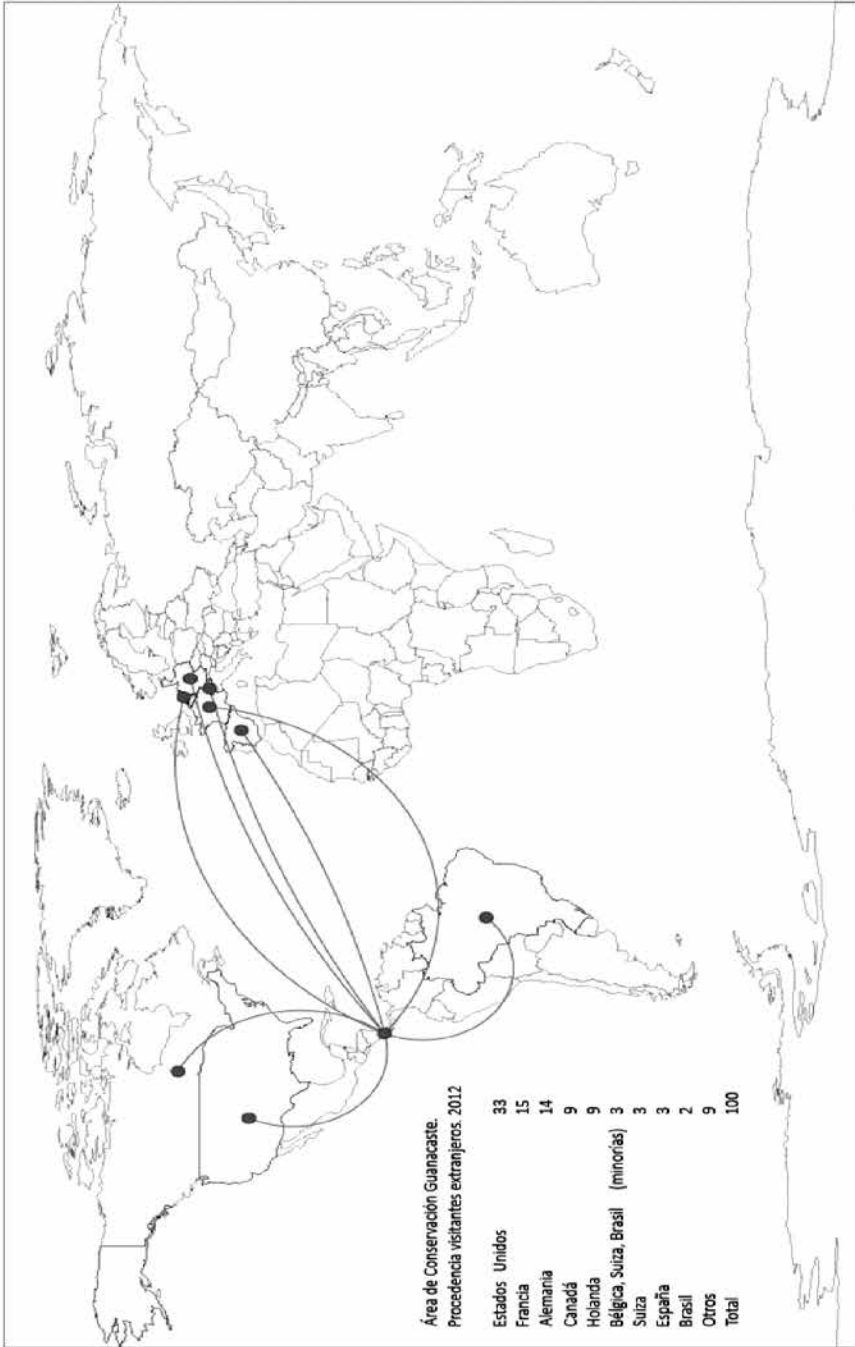 Área de Conservación Guanacaste.
Procedencia visitantes extranjeros. 2012
Estados Unidos 33
Francia 15
Alemania 14
Canadá 9
Holanda 9
Bélgica, Suiza, Brasil (minorías) 3
Suiza 3
España 3
Brasil 2
Otros 9
Total 100